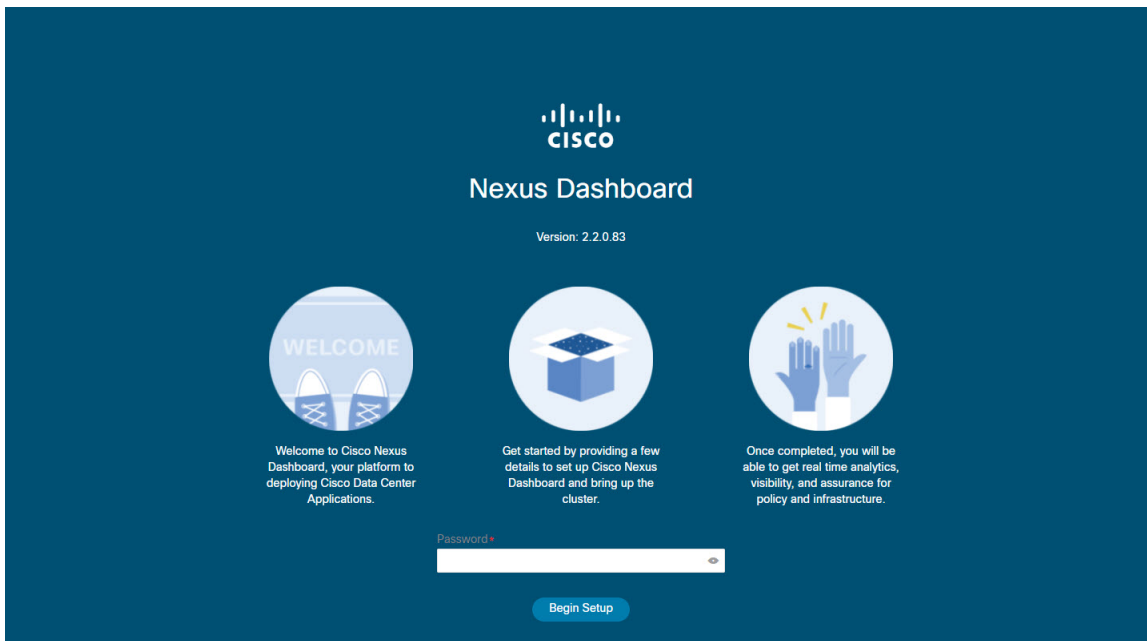 CISCO
Nexus Dashboard
Version: 2.2.0.83
WELCOME
Welcome to Cisco Nexus
Dashboard, your platform to
deploying Cisco Data Center
Applications.
Get started by providing a few
details to set up Cisco Nexus
Dashboard and bring up the
cluster.
Once completed, you will be
able to get real time analytics,
visibility, and assurance for
policy and infrastructure.
Password*
Begin Setup